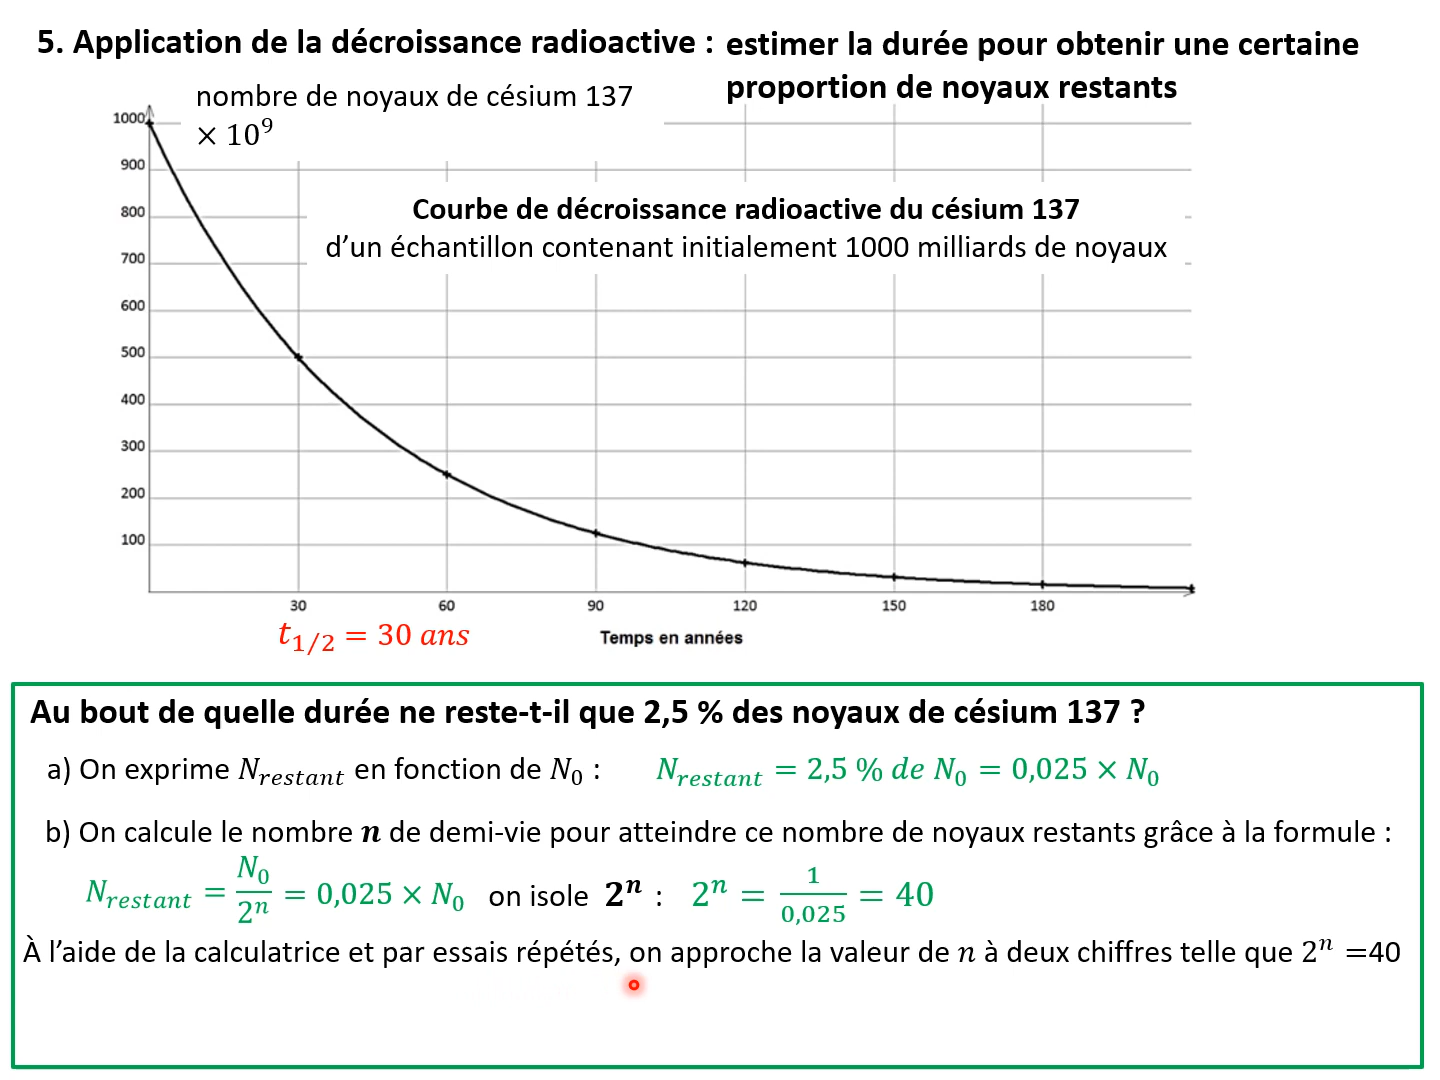 5. Application de la décroissance radioactive : estimer la durée pour obtenir une certaine
proportion de noyaux restants
nombre de noyaux de césium 137
× 10⁹
1000
900
800
700
600
500
400
300
200
100
Courbe de décroissance radioactive du césium 137
d’un échantillon contenant initialement 1000 milliards de noyaux
30 60 90 120 150 180
t₁/₂ = 30 ans
Temps en années
Au bout de quelle durée ne reste-t-il que 2,5 % des noyaux de césium 137 ?
a) On exprime N_restant en fonction de N₀ : N_restant = 2,5 % de N₀ = 0,025 × N₀
b) On calcule le nombre n de demi-vie pour atteindre ce nombre de noyaux restants grâce à la formule :
N_restant = N₀/2ⁿ = 0,025 × N₀ on isole 2ⁿ : 2ⁿ = 1/0,025 = 40
À l’aide de la calculatrice et par essais répétés, on approche la valeur de n à deux chiffres telle que 2ⁿ =40